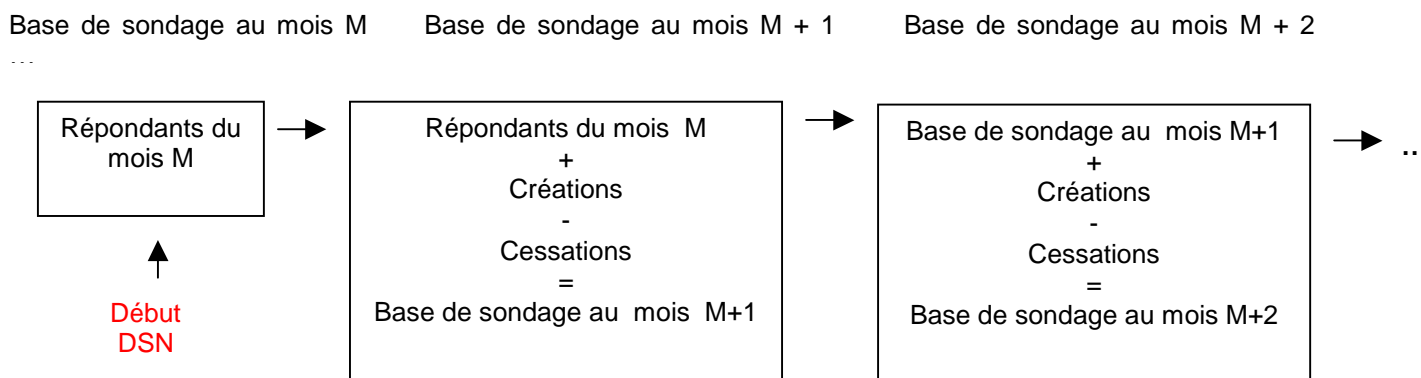 Base de sondage au mois M Base de sondage au mois M + 1 Base de sondage au mois M + 2
...
Répondants du
mois M
Début
DSN
Répondants du mois M
+
Créations
-
Cessations
=
Base de sondage au mois M+1
Base de sondage au mois M+1
+
Créations
-
Cessations
=
Base de sondage au mois M+2
..